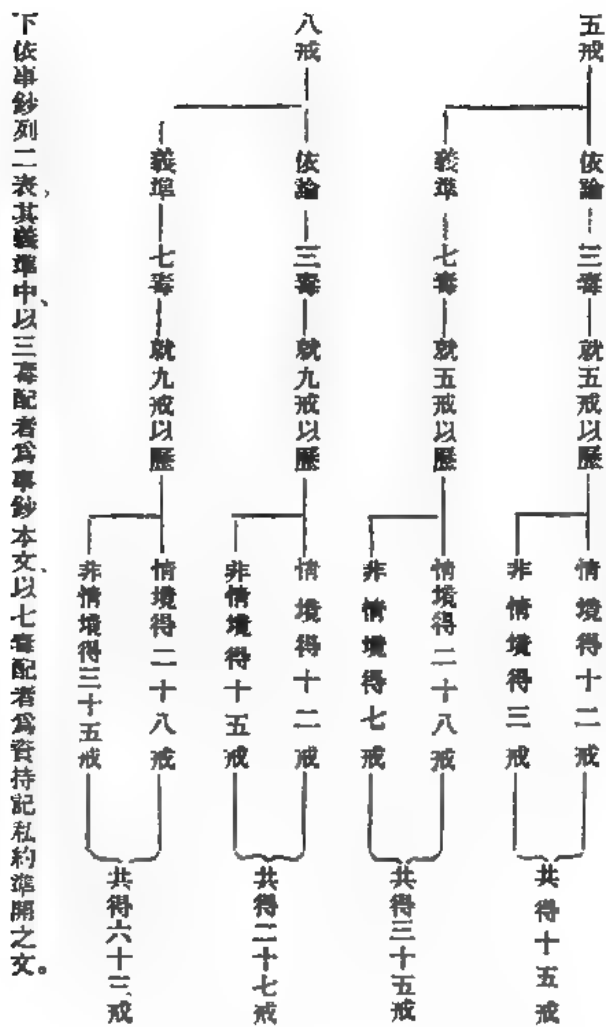 五戒
依論
三毒
就五戒以歷
情境得十二戒
非情境得三戒
共得十五戒
義準
七毒
就五戒以歷
情境得二十八戒
非情境得七戒
共得三十五戒
八戒
依論
三毒
就九戒以歷
情境得十二戒
非情境得十五戒
共得二十七戒
義準
七毒
就九戒以歷
情境得二十八戒
非情境得三十五戒
共得六十三戒
下依事鈔列二表，其義準中、以三毒配者爲事鈔本文、以七毒配者爲資持記私約準開之文。